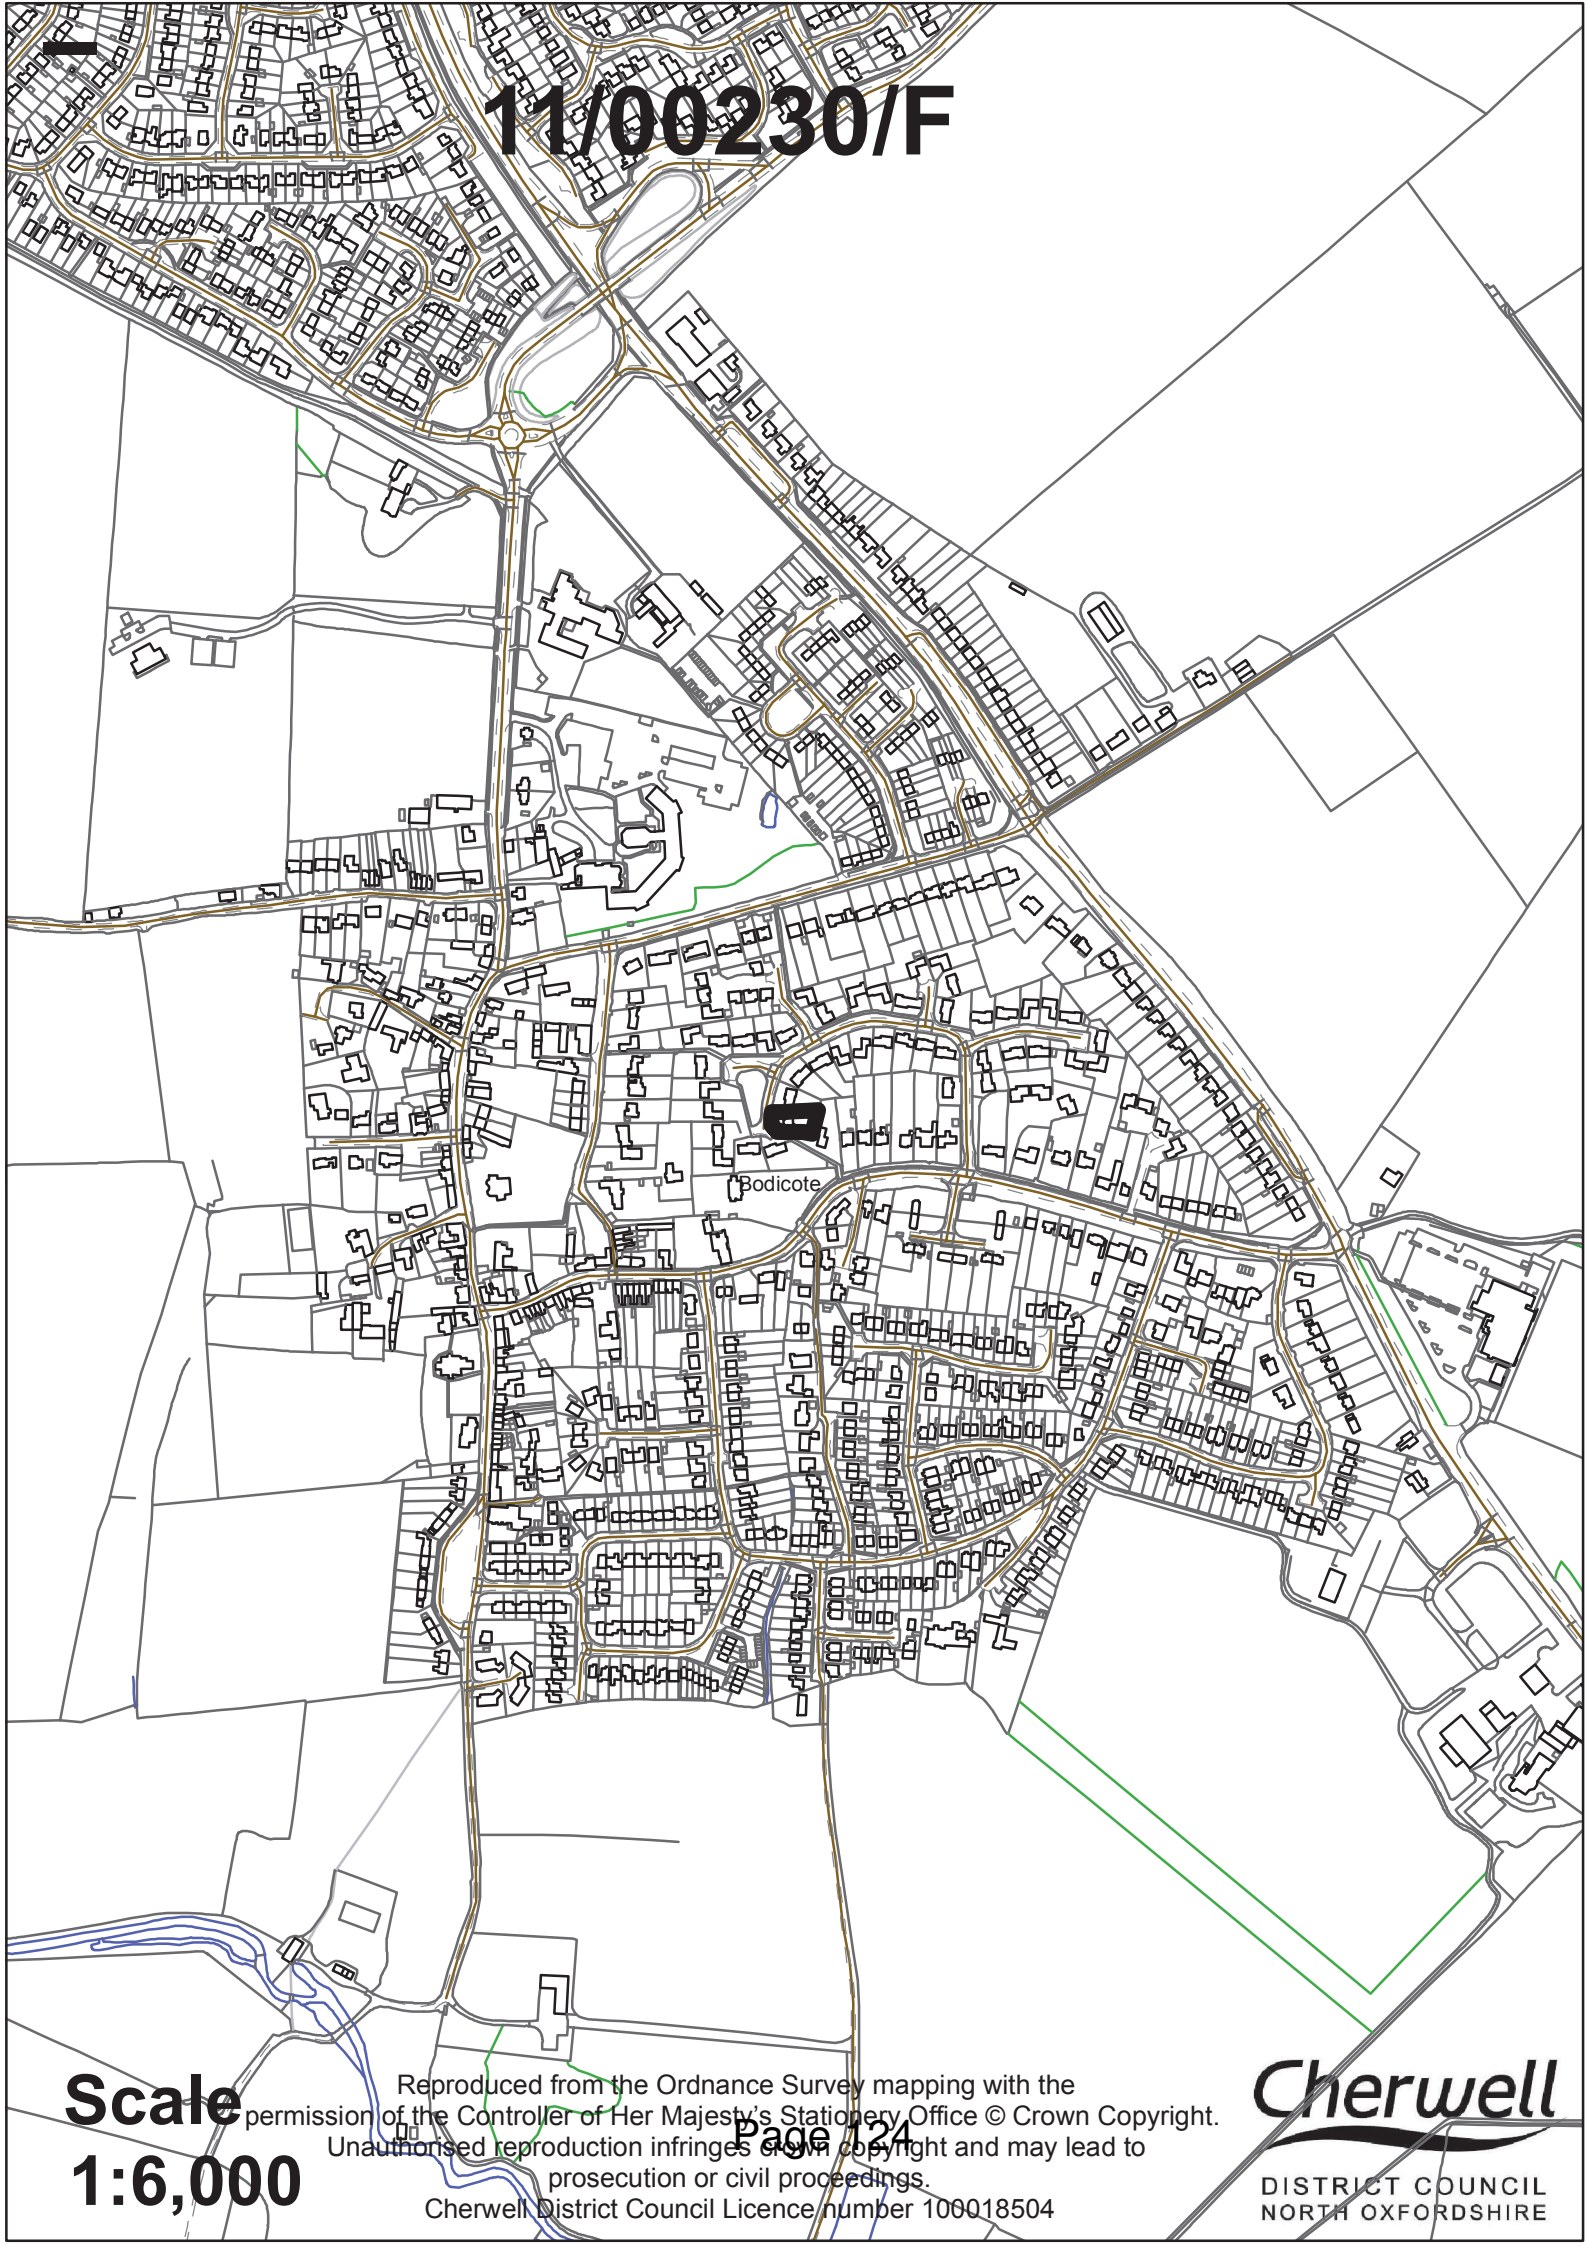 11/00230/F
Bodicote
Scale
1:6,000
Reproduced from the Ordnance Survey mapping with the
permission of the Controller of Her Majesty's Stationery Office © Crown Copyright.
Unauthorised reproduction infringes crown copyright and may lead to
prosecution or civil proceedings.
Cherwell District Council Licence number 100018504
Page 124
Cherwell
DISTRICT COUNCIL
NORTH OXFORDSHIRE